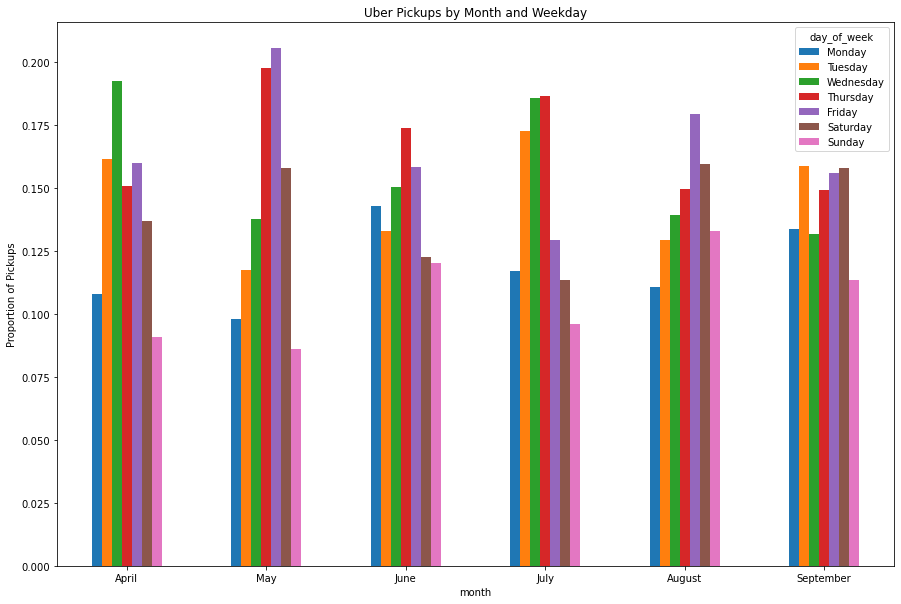 Uber Pickups by Month and Weekday
day_of_week
Monday
Tuesday
Wednesday
Thursday
Friday
Saturday
Sunday
Proportion of Pickups
0.200
0.175
0.150
0.125
0.100
0.075
0.050
0.025
0.000
April May June July August September
month